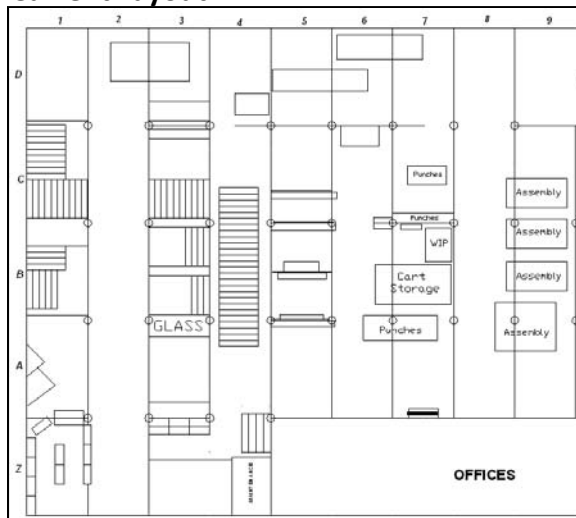 1 2 3 4 5 6 7 8 9
D
C
B
A
Z
Punches
Punches
Assembly
Assembly
WIP
Assembly
Cart
Storage
GLASS
Punches
Assembly
OFFICES